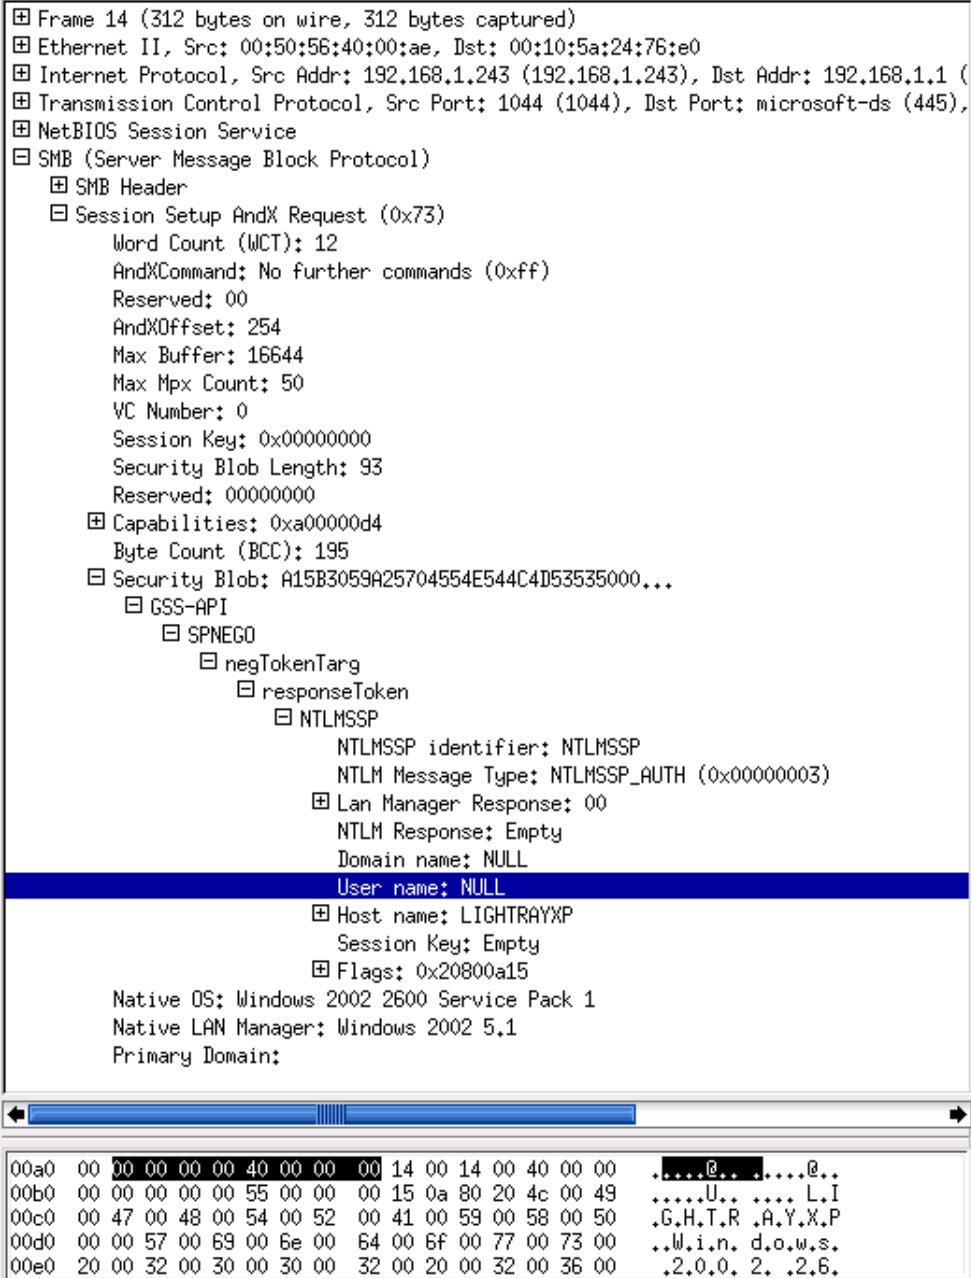 Frame 14 (312 bytes on wire, 312 bytes captured)
Ethernet II, Src: 00:50:56:40:00:ae, Dst: 00:10:5a:24:76:e0
Internet Protocol, Src Addr: 192.168.1.243 (192.168.1.243), Dst Addr: 192.168.1.1 (
Transmission Control Protocol, Src Port: 1044 (1044), Dst Port: microsoft-ds (445),
NetBIOS Session Service
SMB (Server Message Block Protocol)
SMB Header
Session Setup AndX Request (0x73)
Word Count (WCT): 12
AndXCommand: No further commands (0xff)
Reserved: 00
AndXOffset: 254
Max Buffer: 16644
Max Mpx Count: 50
VC Number: 0
Session Key: 0x00000000
Security Blob Length: 93
Reserved: 00000000
Capabilities: 0xa00000d4
Byte Count (BCC): 195
Security Blob: A15B3059A25704554E544C4D53535000...
GSS-API
SPNEGO
negTokenTarg
responseToken
NTLMSSP
NTLMSSP identifier: NTLMSSP
NTLM Message Type: NTLMSSP_AUTH (0x00000003)
Lan Manager Response: 00
NTLM Response: Empty
Domain name: NULL
User name: NULL
Host name: LIGHTRAYXP
Session Key: Empty
Flags: 0x20800a15
Native OS: Windows 2002 2600 Service Pack 1
Native LAN Manager: Windows 2002 5.1
Primary Domain:
00a0 00 00 00 00 00 40 00 00 00 14 00 14 00 40 00 00 .....@.. .....@..
00b0 00 00 00 00 00 55 00 00 00 15 0a 80 20 4c 00 49 .....U.. .... L.I
00c0 00 47 00 48 00 54 00 52 00 41 00 59 00 58 00 50 .G.H.T.R .A.Y.X.P
00d0 00 00 57 00 69 00 6e 00 64 00 6f 00 77 00 73 00 ..W.i.n. d.o.w.s.
00e0 20 00 32 00 30 00 30 00 32 00 20 00 32 00 36 00 .2.0.0. 2. .2.6.